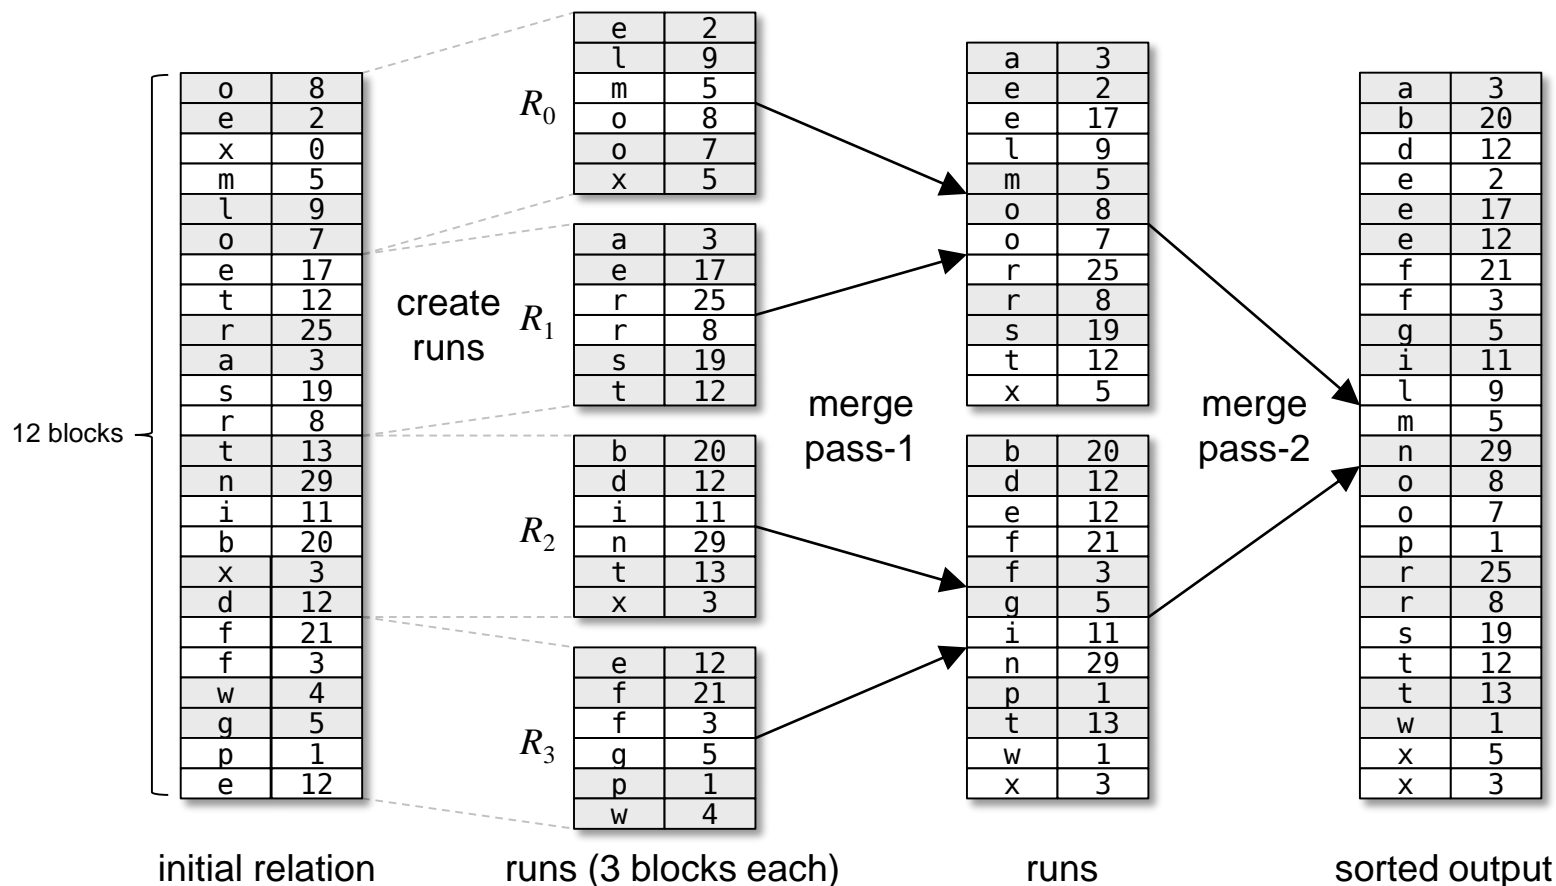 12 blocks
o 8
e 2
x 0
m 5
l 9
o 7
e 17
t 12
r 25
a 3
s 19
r 8
t 13
n 29
i 11
b 20
x 3
d 12
f 21
f 3
w 4
g 5
p 1
e 12
initial relation
create
runs
R0
e 2
l 9
m 5
o 8
o 7
x 5
R1
a 3
e 17
r 25
r 8
s 19
t 12
R2
b 20
d 12
i 11
n 29
t 13
x 3
R3
e 12
f 21
f 3
g 5
p 1
w 4
runs (3 blocks each)
merge
pass-1
a 3
e 2
e 17
l 9
m 5
o 8
o 7
r 25
r 8
s 19
t 12
x 5
b 20
d 12
e 12
f 21
f 3
g 5
i 11
n 29
p 1
t 13
w 1
x 3
runs
merge
pass-2
a 3
b 20
d 12
e 2
e 17
e 12
f 21
f 3
g 5
i 11
l 9
m 5
n 29
o 8
o 7
p 1
r 25
r 8
s 19
t 12
t 13
w 1
x 5
x 3
sorted output